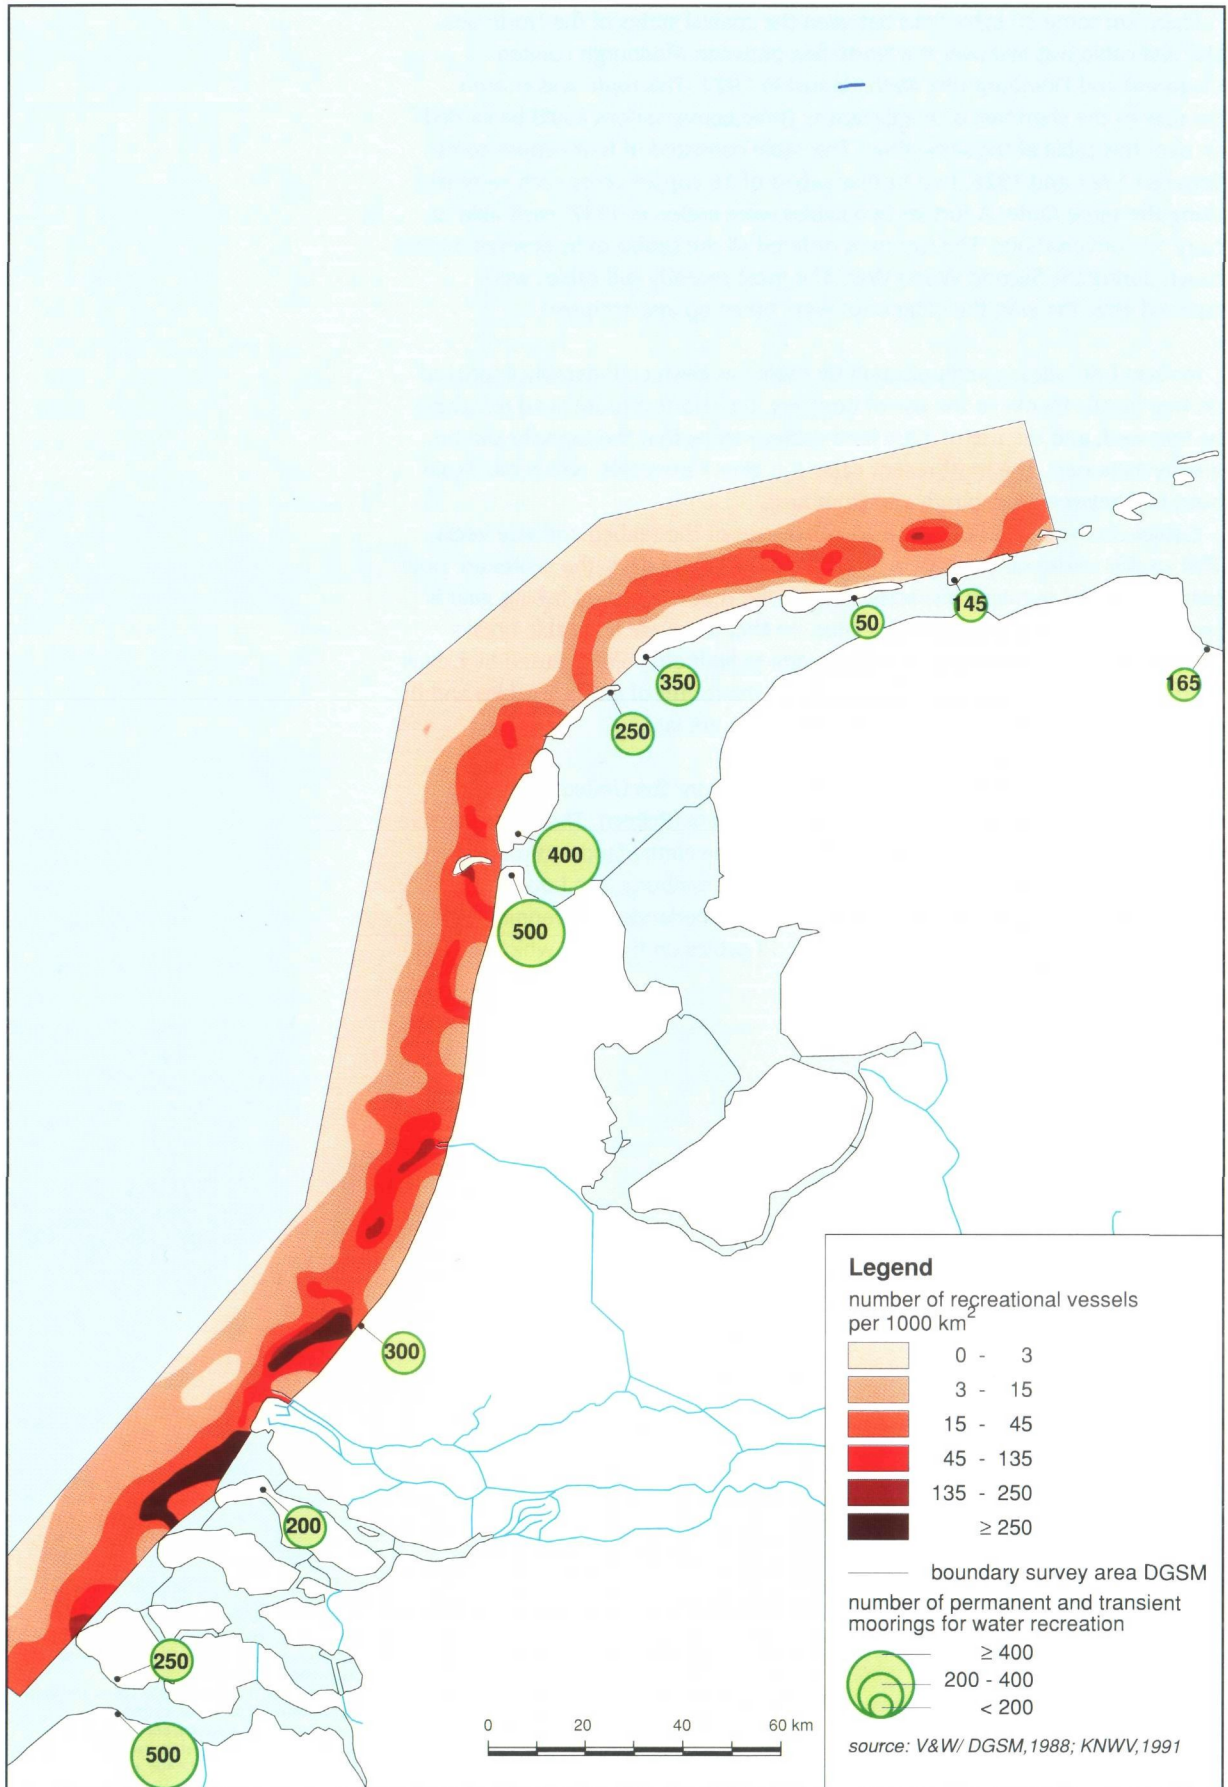 145
50
350
165
250
400
500
300
200
250
500
0 20 40 60 km
Legend
number of recreational vessels
per 1000 km²
0 - 3
3 - 15
15 - 45
45 - 135
135 - 250
≥ 250
boundary survey area DGSM
number of permanent and transient
moorings for water recreation
≥ 400
200 - 400
< 200
source: V&W/ DGSM,1988; KNWV,1991